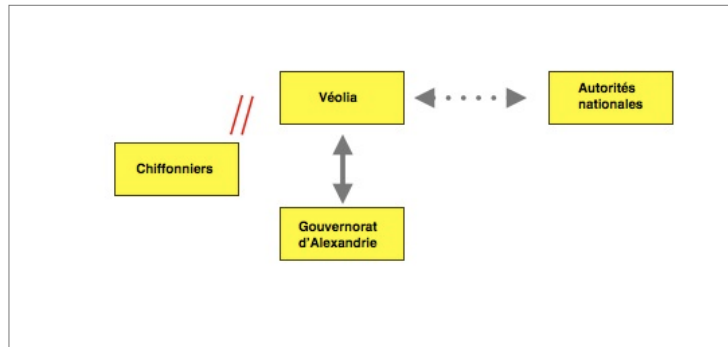 Véolia
Autorités
nationales
Chiffonniers
Gouvernorat
d'Alexandrie